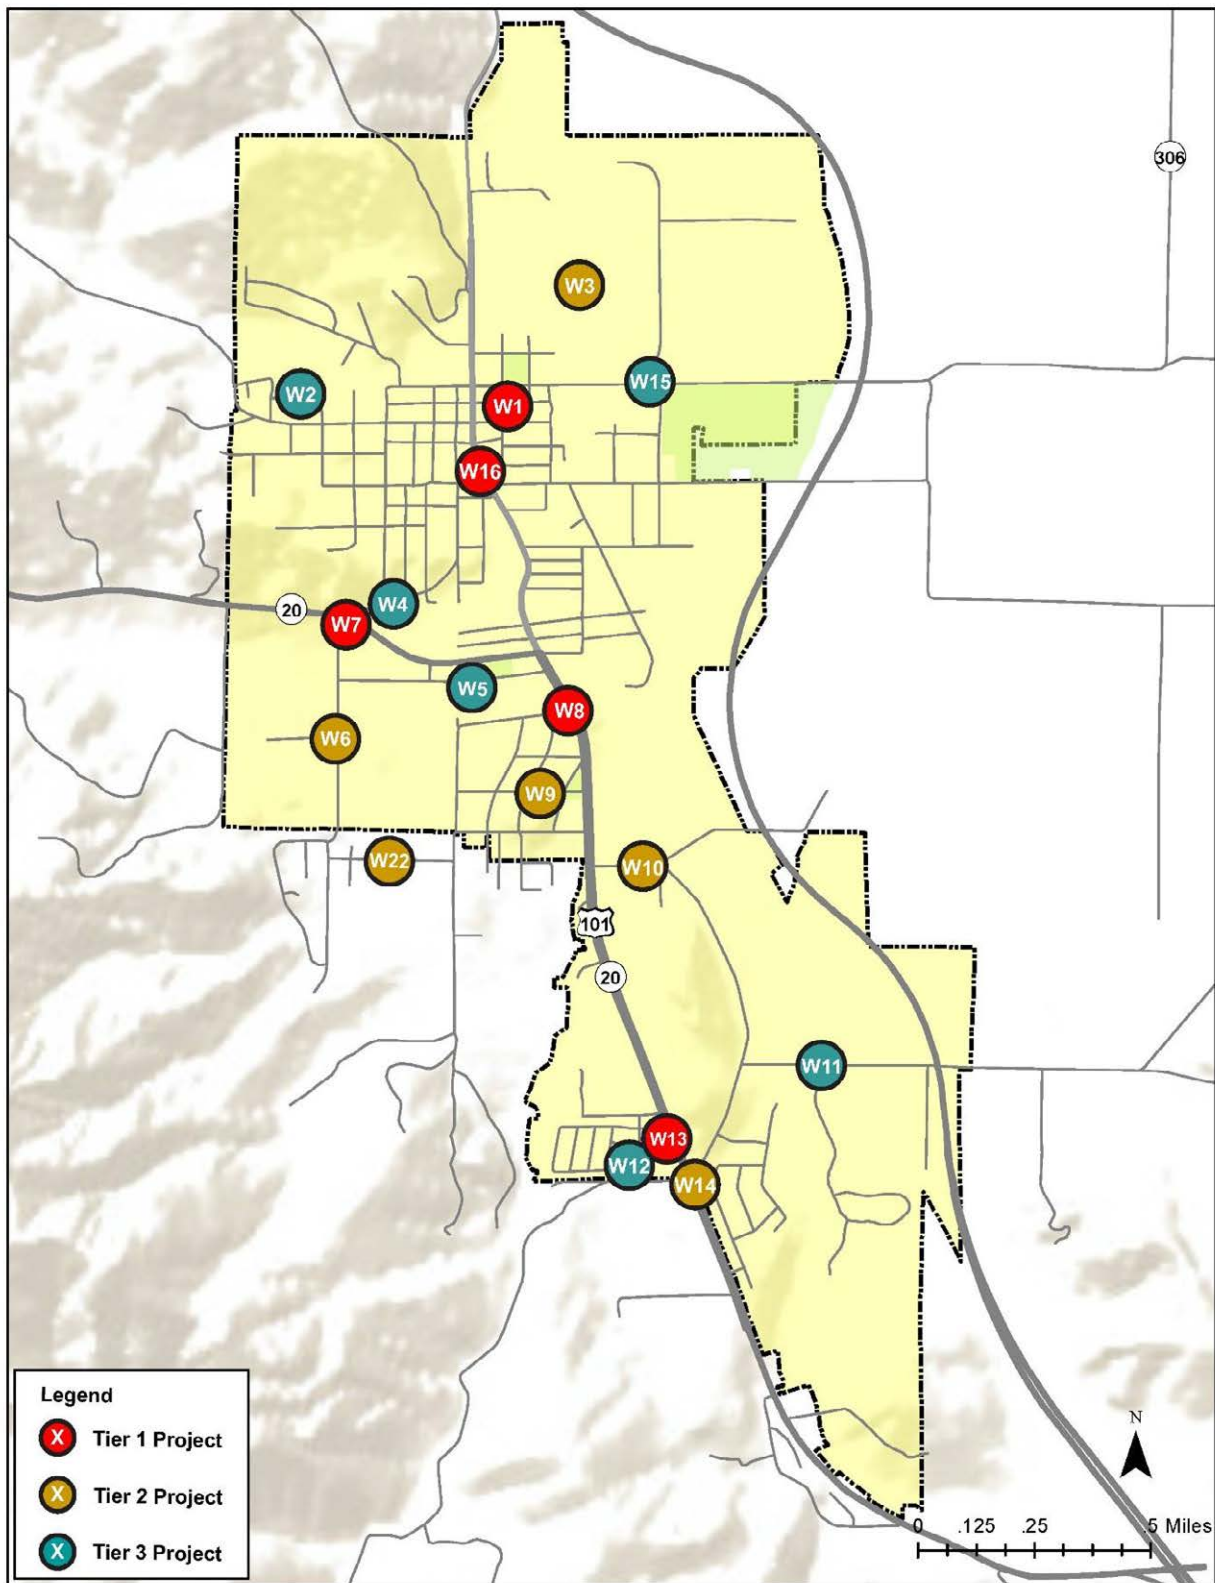 306
W3
W2
W15
W1
W16
20
W4
W7
W5
W8
W6
W9
W22
W10
101
20
W11
W13
W12
W14
Legend
X Tier 1 Project
X Tier 2 Project
X Tier 3 Project
N
0 .125 .25 .5 Miles